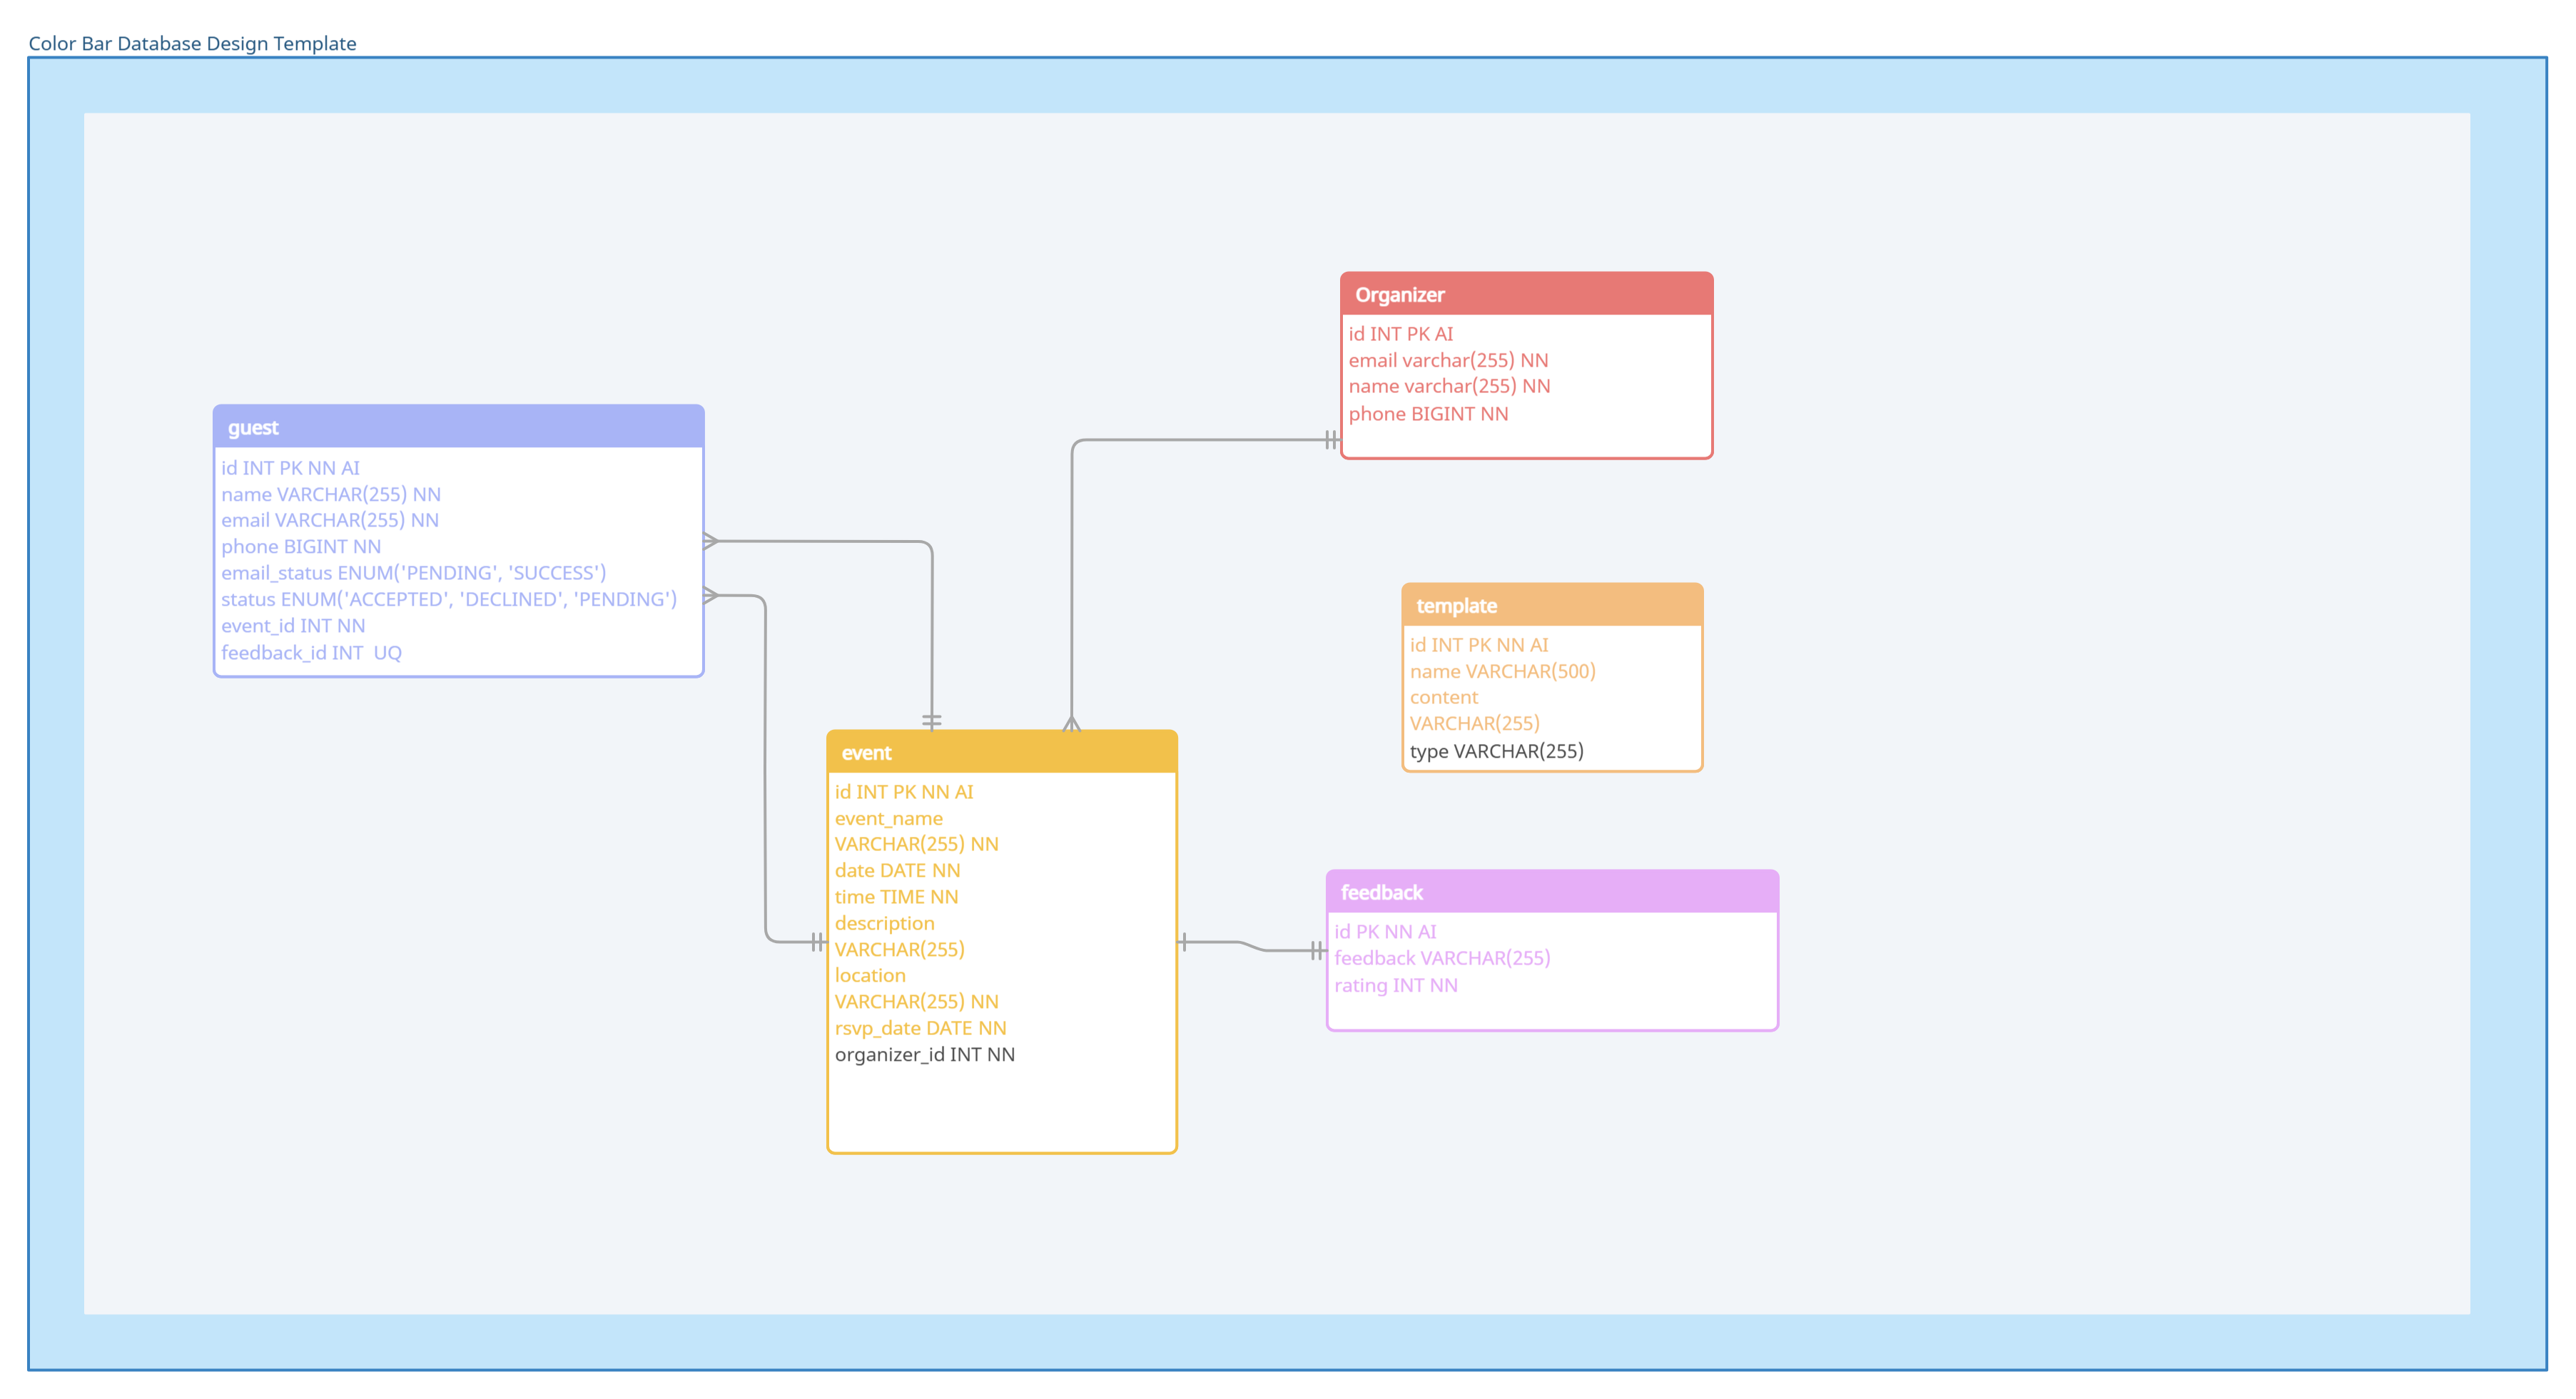 Color Bar Database Design Template
Organizer
id INT PK AI
email varchar(255) NN
name varchar(255) NN
phone BIGINT NN
guest
id INT PK NN AI
name VARCHAR(255) NN
email VARCHAR(255) NN
phone BIGINT NN
email_status ENUM('PENDING', 'SUCCESS')
status ENUM('ACCEPTED', 'DECLINED', 'PENDING')
event_id INT NN
feedback_id INT  UQ
template
id INT PK NN AI
name VARCHAR(500)
content
VARCHAR(255)
type VARCHAR(255)
event
id INT PK NN AI
event_name
VARCHAR(255) NN
date DATE NN
time TIME NN
description
VARCHAR(255)
location
VARCHAR(255) NN
rsvp_date DATE NN
organizer_id INT NN
feedback
id PK NN AI
feedback VARCHAR(255)
rating INT NN